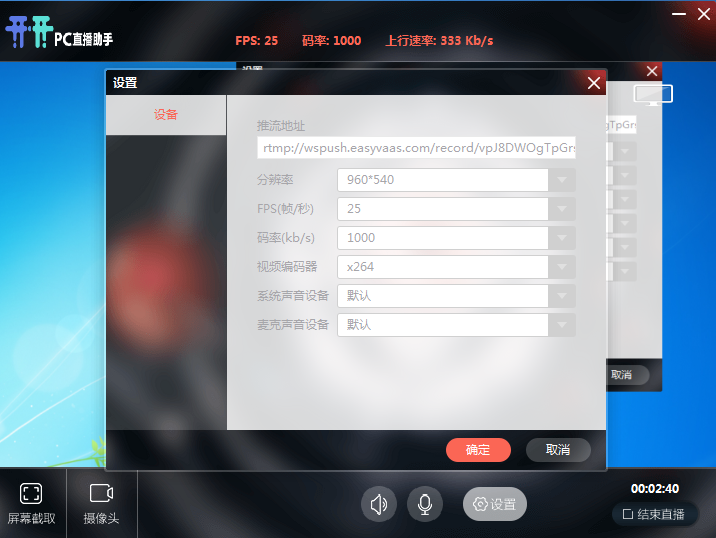 开开PC直播助手
FPS: 25 码率: 1000 上行速率: 333 Kb/s
设置
设置
设备
推流地址
rtmp://wspush.easyvaas.com/record/vpJ8DWOgTpGrs
gTpGrs
分辨率 960*540
FPS(帧/秒) 25
码率(kb/s) 1000
视频编码器 x264
系统声音设备 默认
麦克声音设备 默认
取消
确定 取消
屏幕截取
摄像头
设置
00:02:40
结束直播